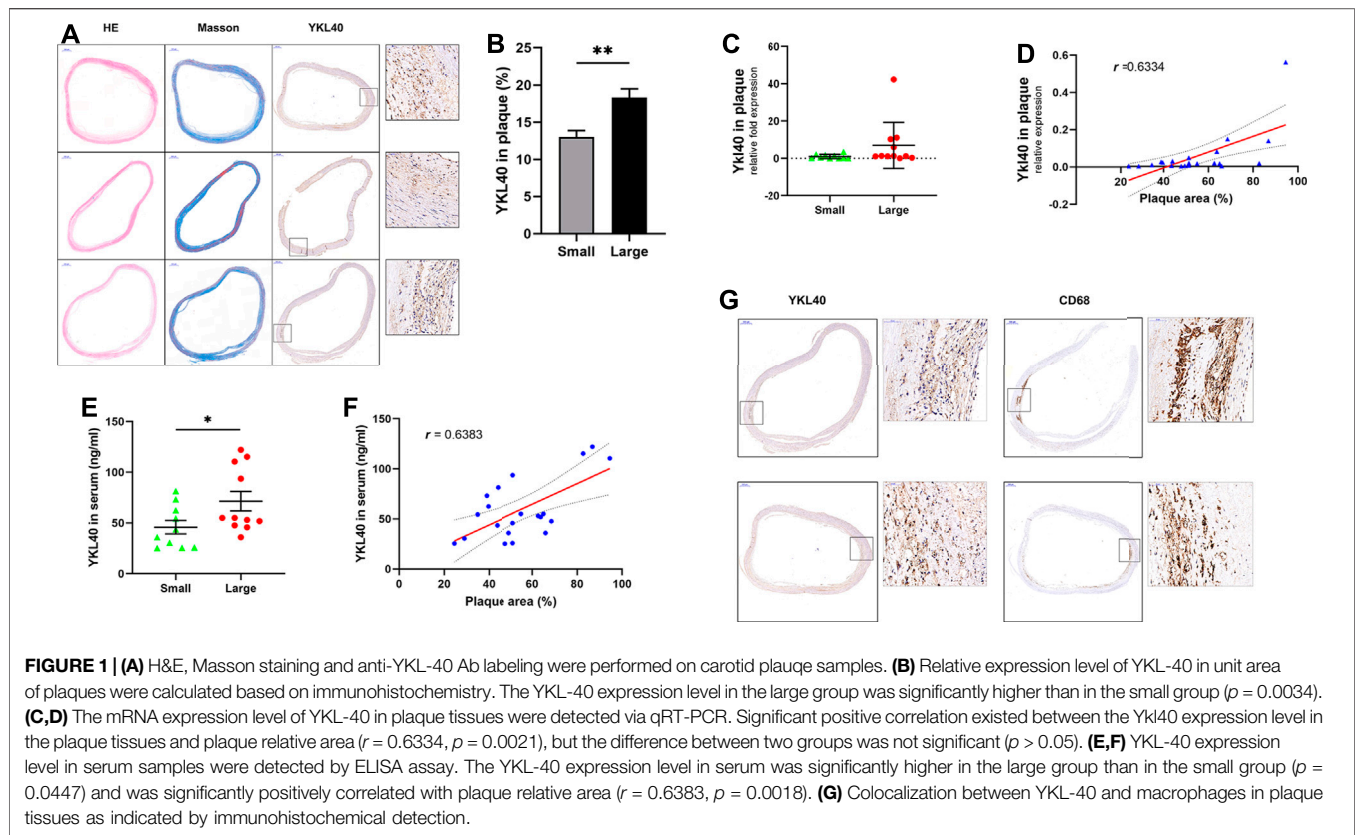 A
HE
Masson
YKL40
B
YKL40 in plaque (%)
25
20
15
10
5
0
**
Small
Large
C
Ykl40 in plaque
relative fold expression
60
40
20
0
-20
Small
Large
D
Ykl40 in plaque
relative expression
0.6
0.4
0.2
0.0
-0.2
r =0.6334
20
40
60
80
100
Plaque area (%)
E
YKL40 in serum (ng/ml)
150
100
50
0
*
Small
Large
F
YKL40 in serum (ng/ml)
150
100
50
0
r = 0.6383
0
20
40
60
80
100
Plaque area (%)
G
YKL40
CD68
FIGURE 1 | (A) H&E, Masson staining and anti-YKL-40 Ab labeling were performed on carotid plauqe samples. (B) Relative expression level of YKL-40 in unit area
of plaques were calculated based on immunohistochemistry. The YKL-40 expression level in the large group was significantly higher than in the small group (p = 0.0034).
(C,D) The mRNA expression level of YKL-40 in plaque tissues were detected via qRT-PCR. Significant positive correlation existed between the Ykl40 expression level in
the plaque tissues and plaque relative area (r = 0.6334, p = 0.0021), but the difference between two groups was not significant (p > 0.05). (E,F) YKL-40 expression
level in serum samples were detected by ELISA assay. The YKL-40 expression level in serum was significantly higher in the large group than in the small group (p =
0.0447) and was significantly positively correlated with plaque relative area (r = 0.6383, p = 0.0018). (G) Colocalization between YKL-40 and macrophages in plaque
tissues as indicated by immunohistochemical detection.